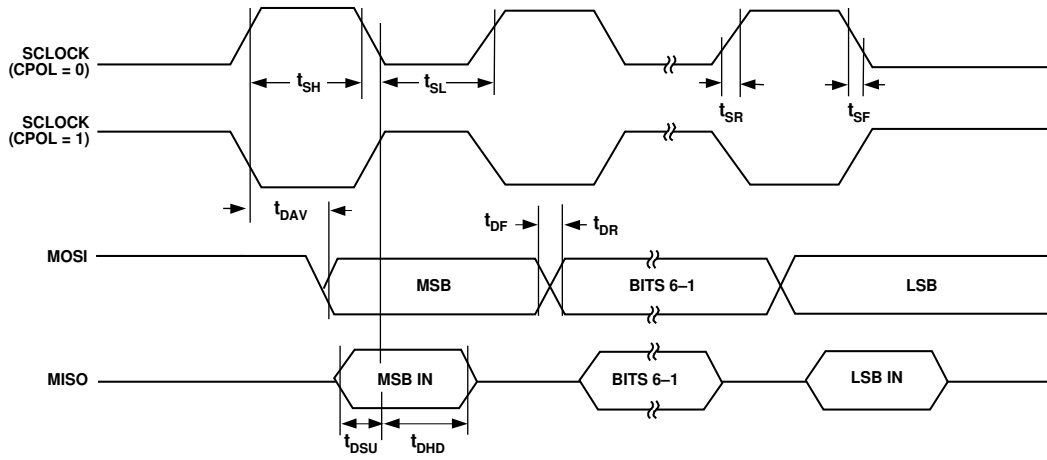 SCLOCK
(CPOL = 0)
tSH
tSL
tSR
tSF
SCLOCK
(CPOL = 1)
tDAV
tDF
tDR
MOSI
MSB
BITS 6–1
LSB
MISO
MSB IN
BITS 6–1
LSB IN
tDSU
tDHD